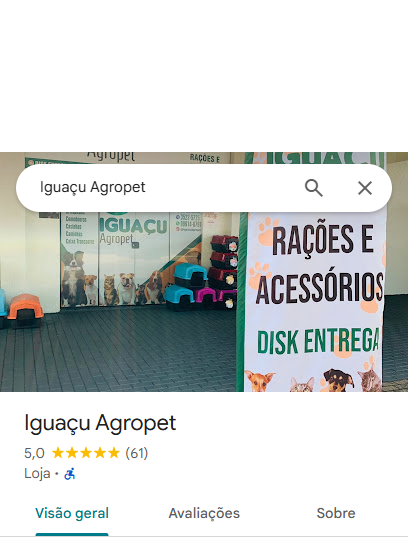 Agropet
RAÇÕES E
IGUAÇU
Iguaçu Agropet
Comedouros
Casinhas
Caminhas
Caixa Transporte
IGUAÇU
Agropet
RAÇÕES E
ACESSÓRIOS
DISK ENTREGA
Iguaçu Agropet
5,0 ★★★★★ (61)
Loja •
Visão geral
Avaliações
Sobre